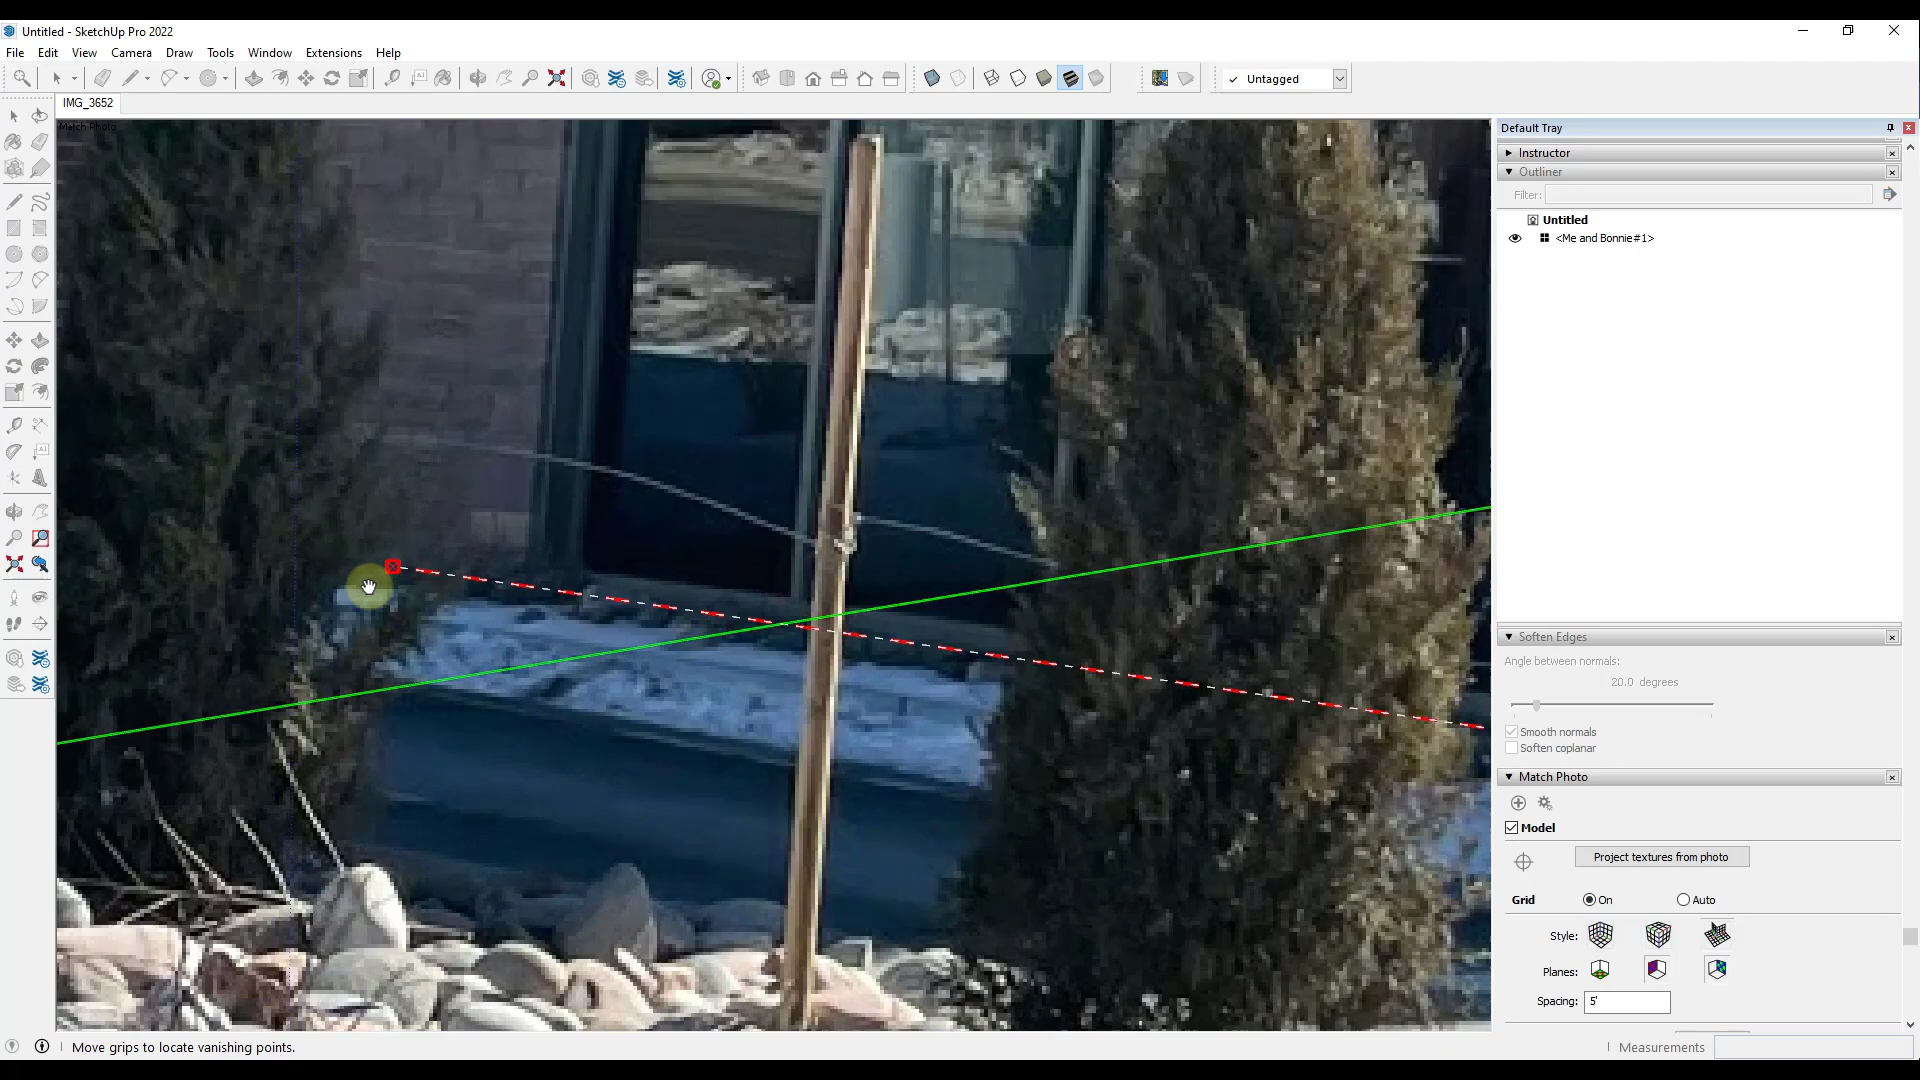 Untitled - SketchUp Pro 2022
File Edit View Camera Draw Tools Window Extensions Help
Untagged
IMG_3652
Match Photo
Default Tray
Instructor
Outliner
Filter:
Untitled
<Me and Bonnie#1>
Soften Edges
Angle between normals:
20.0 degrees
Smooth normals
Soften coplanar
Match Photo
Model
Project textures from photo
Grid On Auto
Style:
Planes:
Spacing: 5'
Move grips to locate vanishing points.
Measurements